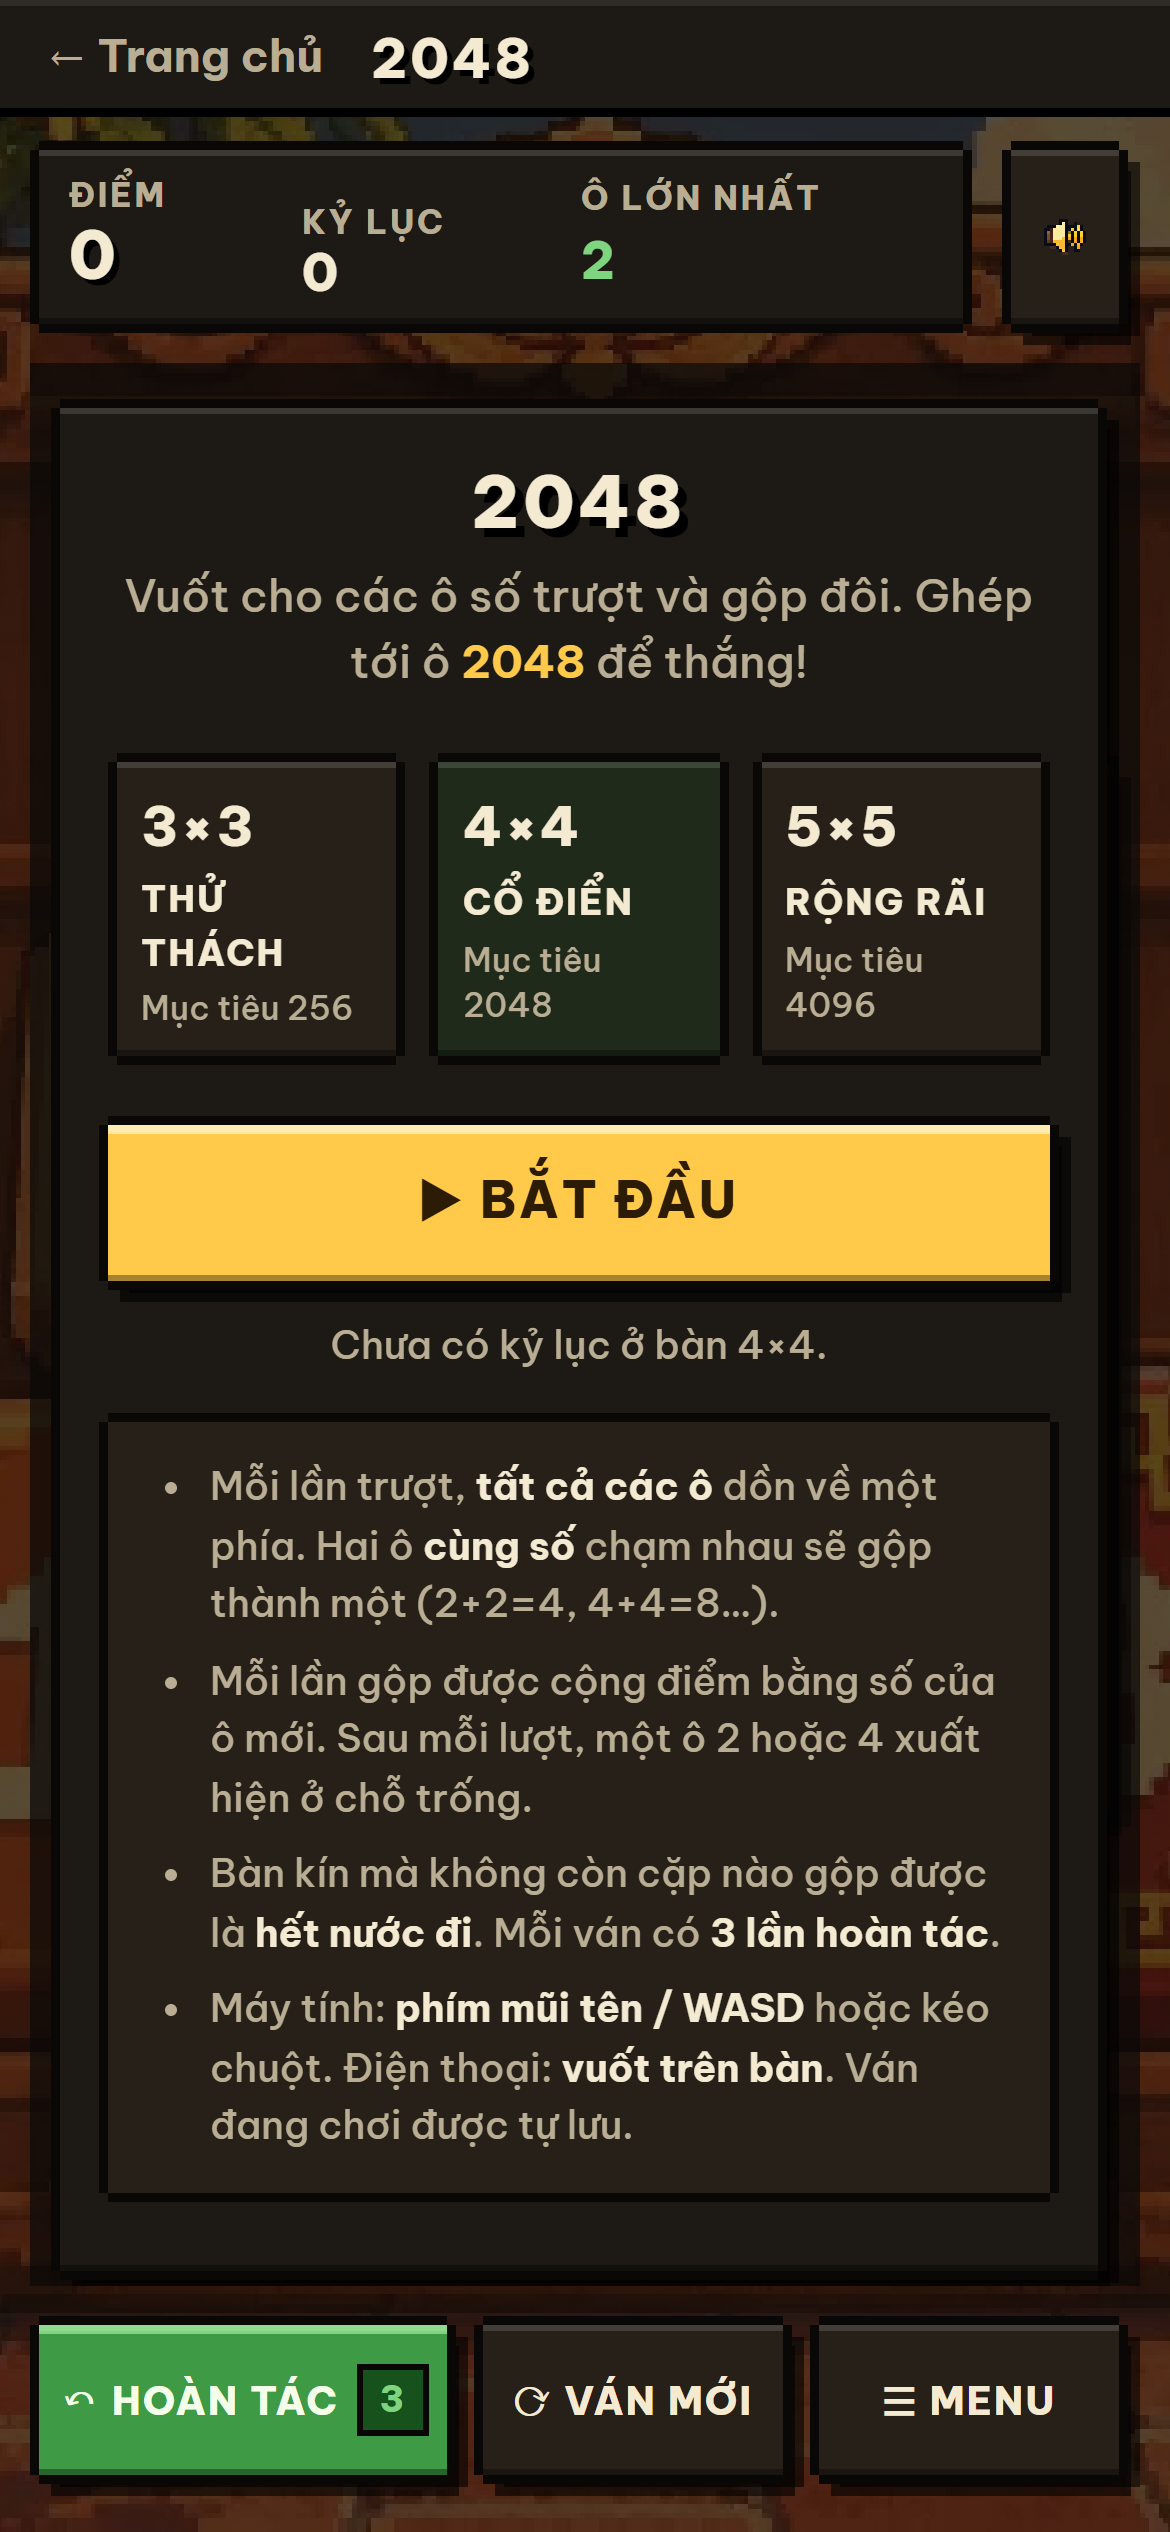 ← Trang chủ 2048
ĐIỂM
0
KỶ LỤC
0
Ô LỚN NHẤT
2
2048
Vuốt cho các ô số trượt và gộp đôi. Ghép
tới ô 2048 để thắng!
3×3
THỬ
THÁCH
Mục tiêu 256
4×4
CỔ ĐIỂN
Mục tiêu
2048
5×5
RỘNG RÃI
Mục tiêu
4096
▶ BẮT ĐẦU
Chưa có kỷ lục ở bàn 4×4.
• Mỗi lần trượt, tất cả các ô dồn về một
phía. Hai ô cùng số chạm nhau sẽ gộp
thành một (2+2=4, 4+4=8...).
• Mỗi lần gộp được cộng điểm bằng số của
ô mới. Sau mỗi lượt, một ô 2 hoặc 4 xuất
hiện ở chỗ trống.
• Bàn kín mà không còn cặp nào gộp được
là hết nước đi. Mỗi ván có 3 lần hoàn tác.
• Máy tính: phím mũi tên / WASD hoặc kéo
chuột. Điện thoại: vuốt trên bàn. Ván
đang chơi được tự lưu.
↶ HOÀN TÁC 3
⟳ VÁN MỚI
☰ MENU